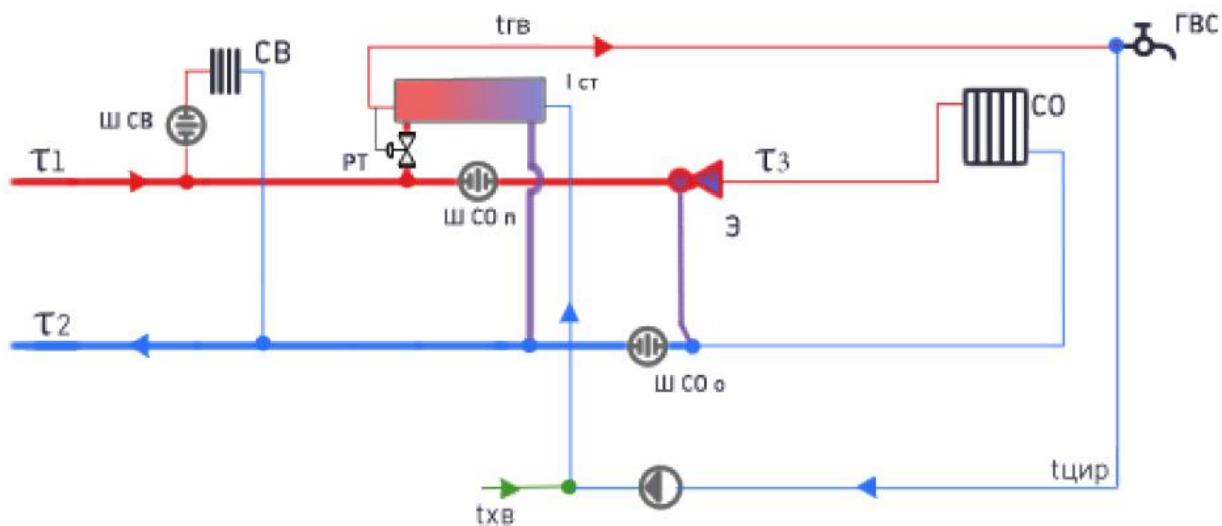 tгв
ГВС
СВ
I ст
СО
Ш СВ
τ1
РТ
τ3
Ш СО п
Э
τ2
Ш СО о
tцир
tхв